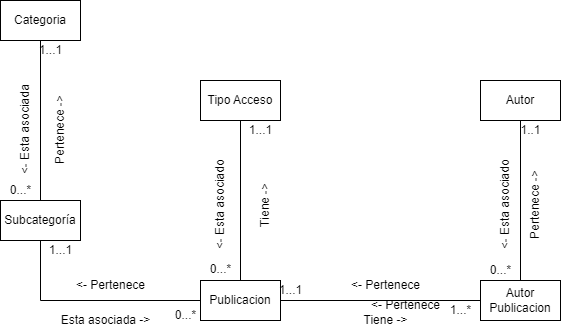 Categoria
1...1
<- Esta asociada
Pertenece ->
0...*
Subcategoría
1...1
Tipo Acceso
1...1
<- Esta asociado
Tiene ->
0...*
Autor
1..1
<- Esta asociado
Pertenece ->
0...*
<- Pertenece
Esta asociada ->
0...*
Publicacion
1...1
<- Pertenece
<- Pertenece
Tiene ->
1...*
Autor
Publicacion